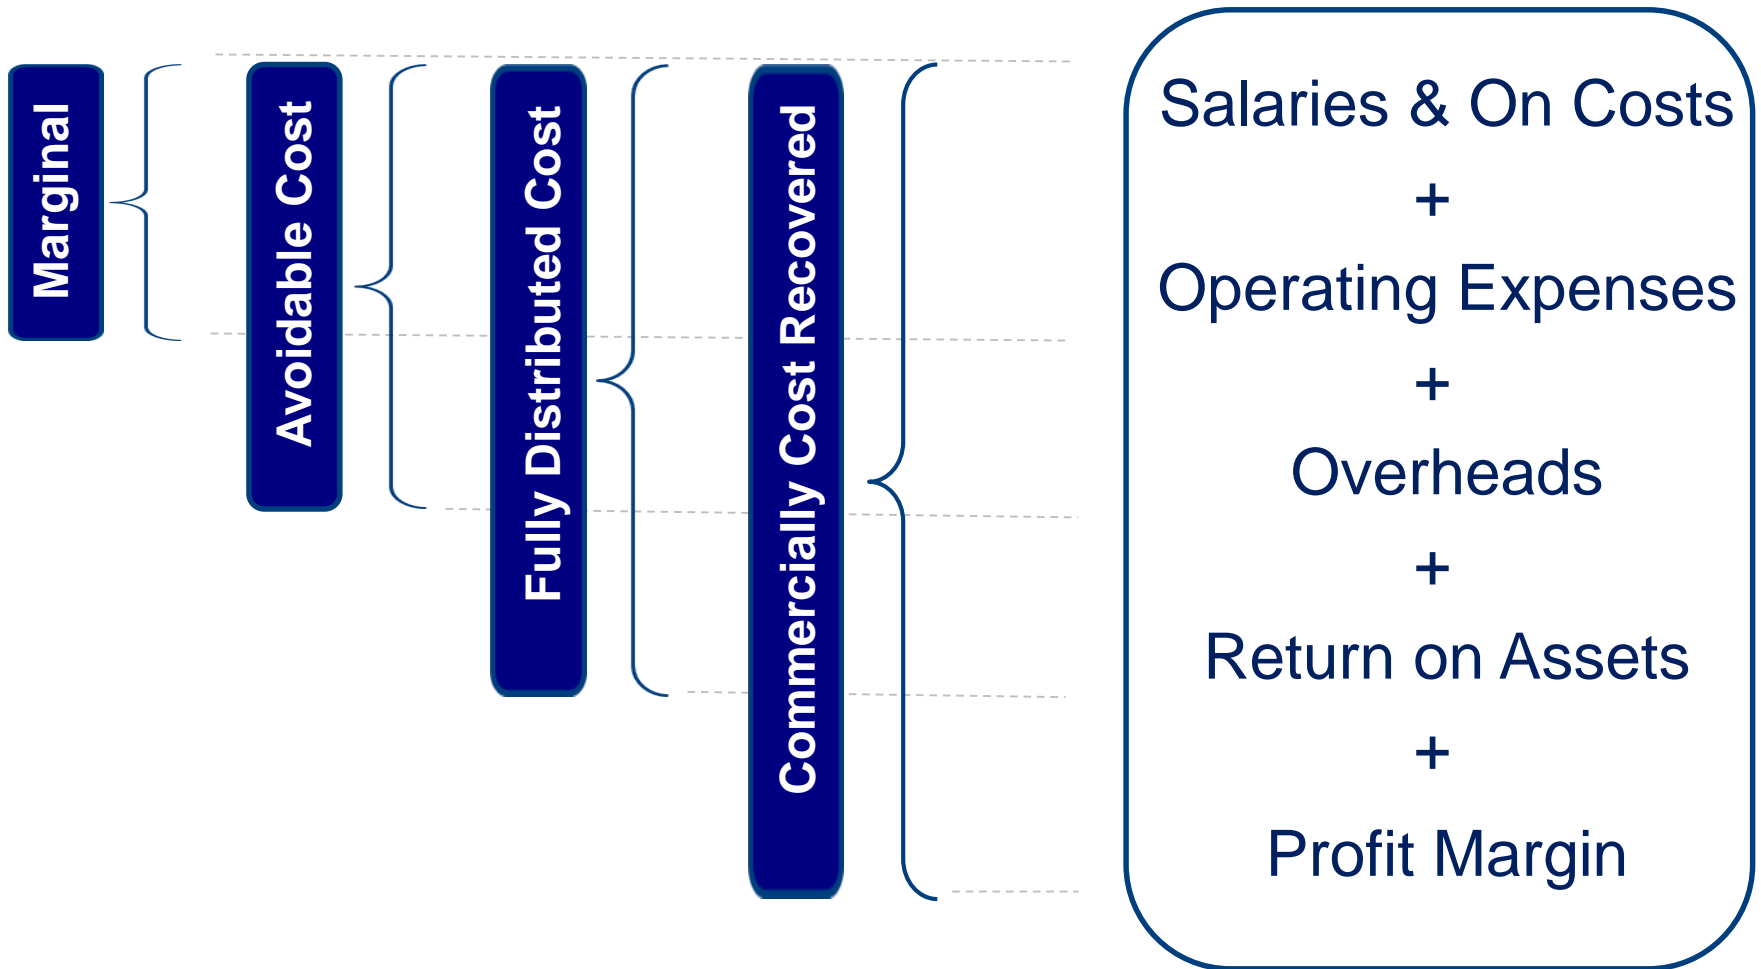 Marginal
Avoidable Cost
Fully Distributed Cost
Commercially Cost Recovered
Salaries & On Costs
+
Operating Expenses
+
Overheads
+
Return on Assets
+
Profit Margin